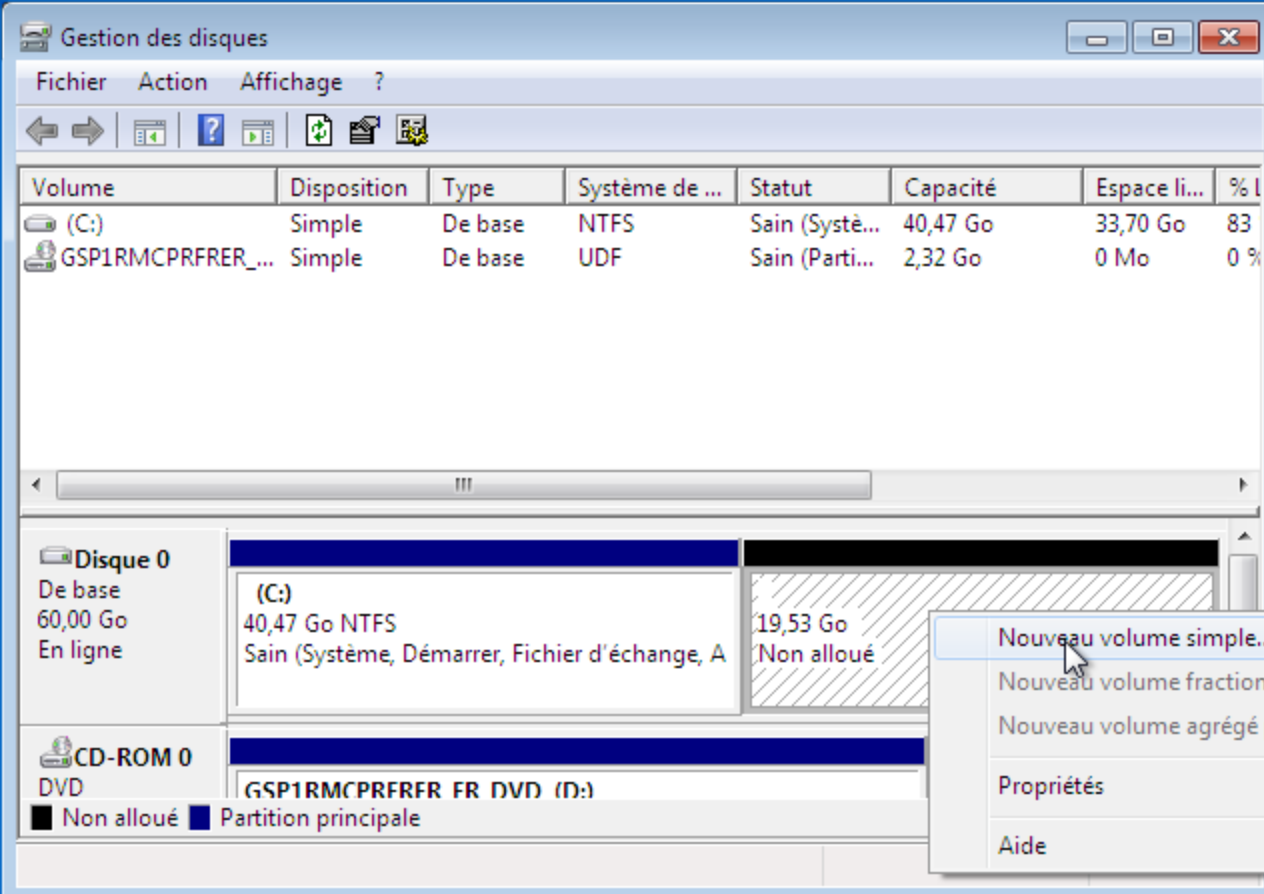 Gestion des disques
Fichier Action Affichage ?
Volume Disposition Type Système de ... Statut Capacité Espace li... % L
(C:) Simple De base NTFS Sain (Systè... 40,47 Go 33,70 Go 83
GSP1RMCPRFRER_... Simple De base UDF Sain (Parti... 2,32 Go 0 Mo 0 %
Disque 0
De base
60,00 Go
En ligne
(C:)
40,47 Go NTFS
Sain (Système, Démarrer, Fichier d'échange, A
19,53 Go
Non alloué
Nouveau volume simple..
Nouveau volume fraction
Nouveau volume agrégé
Propriétés
Aide
CD-ROM 0
DVD
GSP1RMCPRFRER_FR_DVD (D:)
Non alloué Partition principale